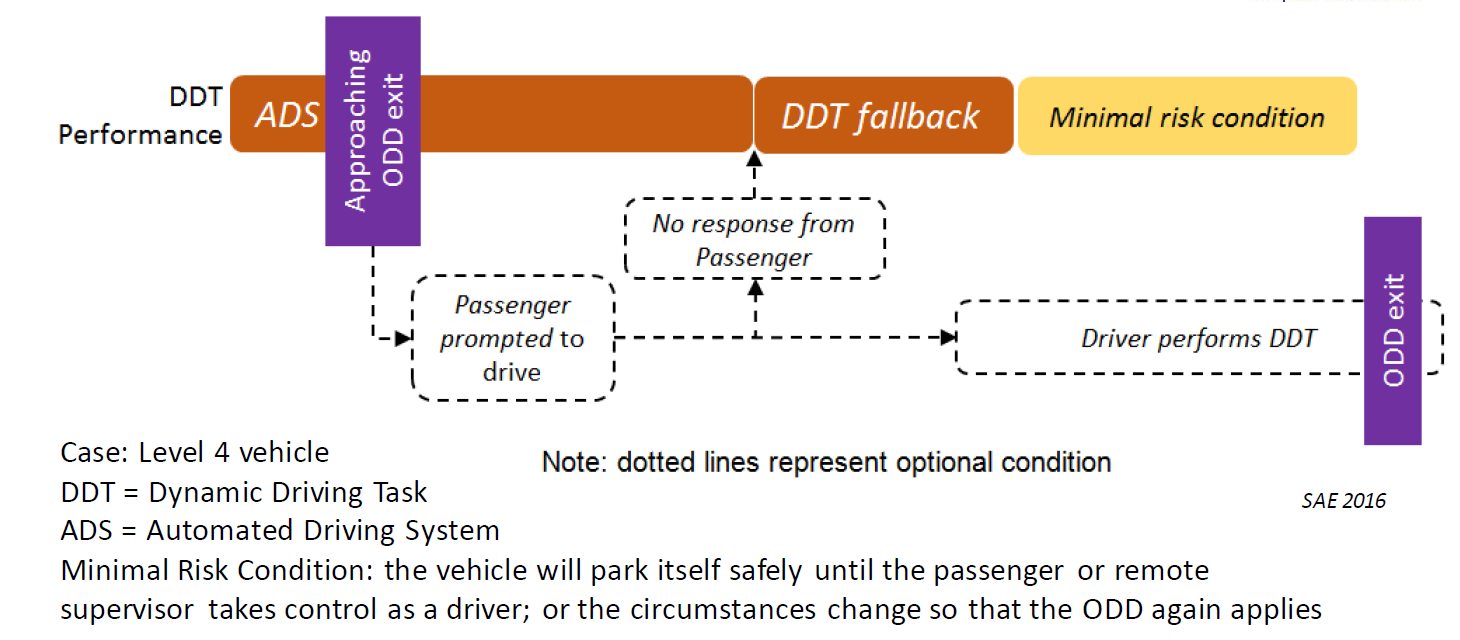 DDT
Performance
ADS
Approaching
ODD exit
DDT fallback
Minimal risk condition
No response from
Passenger
Passenger
prompted to
drive
Driver performs DDT
ODD exit
Case: Level 4 vehicle
Note: dotted lines represent optional condition
DDT = Dynamic Driving Task
SAE 2016
ADS = Automated Driving System
Minimal Risk Condition: the vehicle will park itself safely until the passenger or remote
supervisor takes control as a driver; or the circumstances change so that the ODD again applies